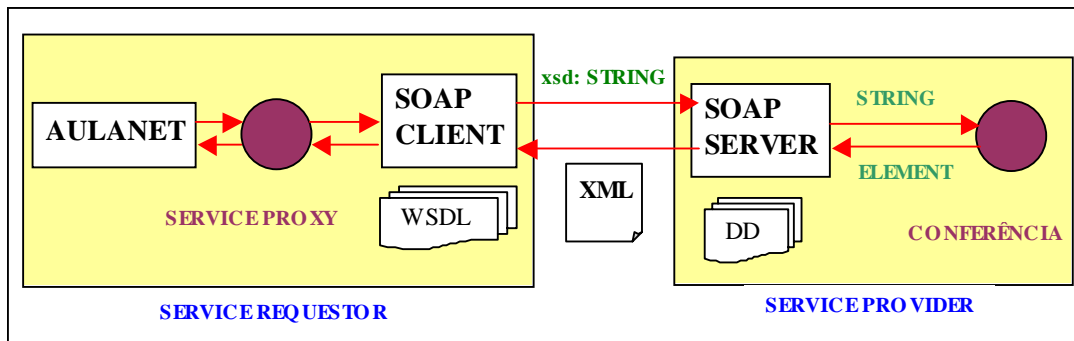 AULANET
SERVICE PROXY
SOAP
CLIENT
WSDL
SERVICE REQUESTOR
xsd: STRING
XML
SOAP
SERVER
STRING
ELEMENT
DD
CONFERÊNCIA
SERVICE PROVIDER